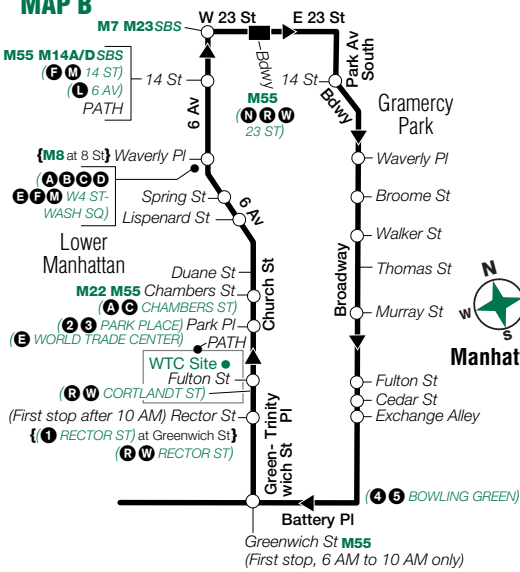 MAP B
M7 M23SBS
W 23 St
E 23 St
M55 M14A/DSBS
(F M 14 ST)
(L 6 AV)
PATH
14 St
6 Av
Bdwy
M55
(N R W
23 ST)
14 St
Park Av
South
Bdwy
Gramercy
Park
{M8 at 8 St} Waverly Pl
(A B C D
E F M W4 ST-
WASH SQ)
Spring St
Lispenard St
6 Av
Lower
Manhattan
Waverly Pl
Broome St
Walker St
Thomas St
Murray St
Broadway
N
W
S
Manhat
Duane St
M22 M55 Chambers St
(A C CHAMBERS ST)
(2 3 PARK PLACE) Park Pl
(E WORLD TRADE CENTER)
PATH
Church St
WTC Site
Fulton St
(R W CORTLANDT ST)
(First stop after 10 AM) Rector St
{(1 RECTOR ST) at Greenwich St}
(R W RECTOR ST)
Trinity
Pl
Green-
wich St
Fulton St
Cedar St
Exchange Alley
(4 5 BOWLING GREEN)
Battery Pl
Greenwich St M55
(First stop, 6 AM to 10 AM only)